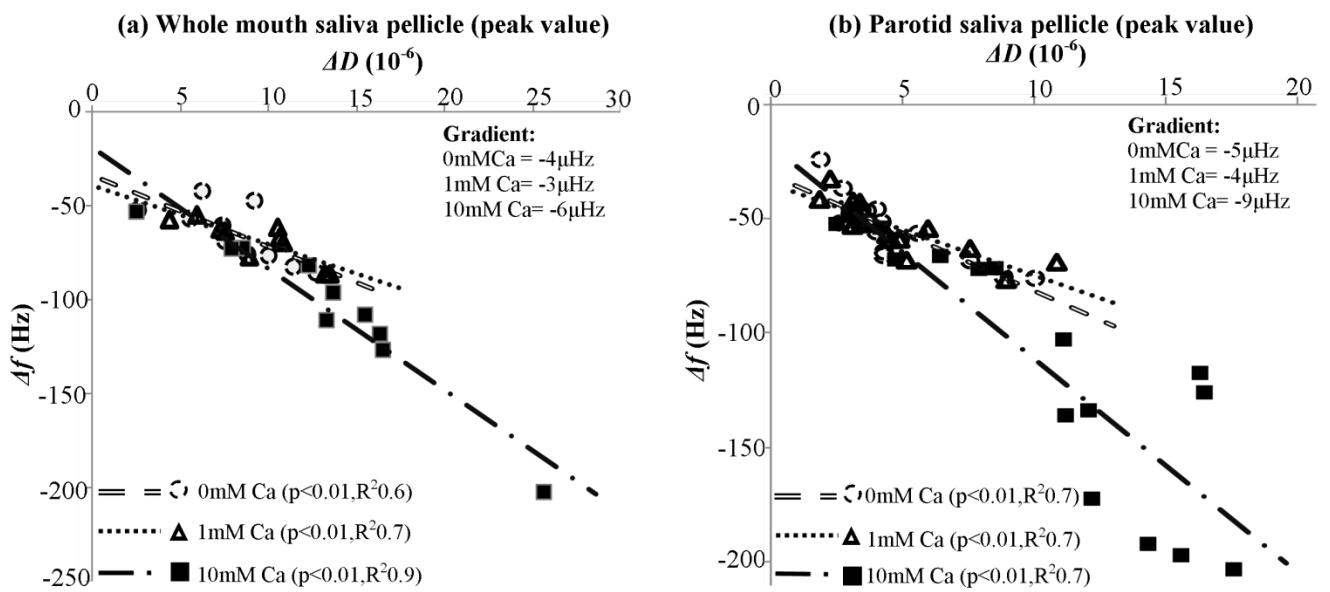 (a) Whole mouth saliva pellicle (peak value)
ΔD (10⁻⁶)
0 5 10 15 20 25 30
0
-50
-100
-150
-200
-250
Δf (Hz)
Gradient:
0mMCa = -4μHz
1mM Ca= -3μHz
10mM Ca= -6μHz
0mM Ca (p<0.01,R²0.6)
1mM Ca (p<0.01,R²0.7)
10mM Ca (p<0.01,R²0.9)
(b) Parotid saliva pellicle (peak value)
ΔD (10⁻⁶)
0 5 10 15 20
0
-50
-100
-150
-200
Δf (Hz)
Gradient:
0mMCa = -5μHz
1mM Ca = -4μHz
10mM Ca= -9μHz
0mM Ca (p<0.01,R²0.7)
1mM Ca (p<0.01,R²0.7)
10mM Ca (p<0.01,R²0.7)